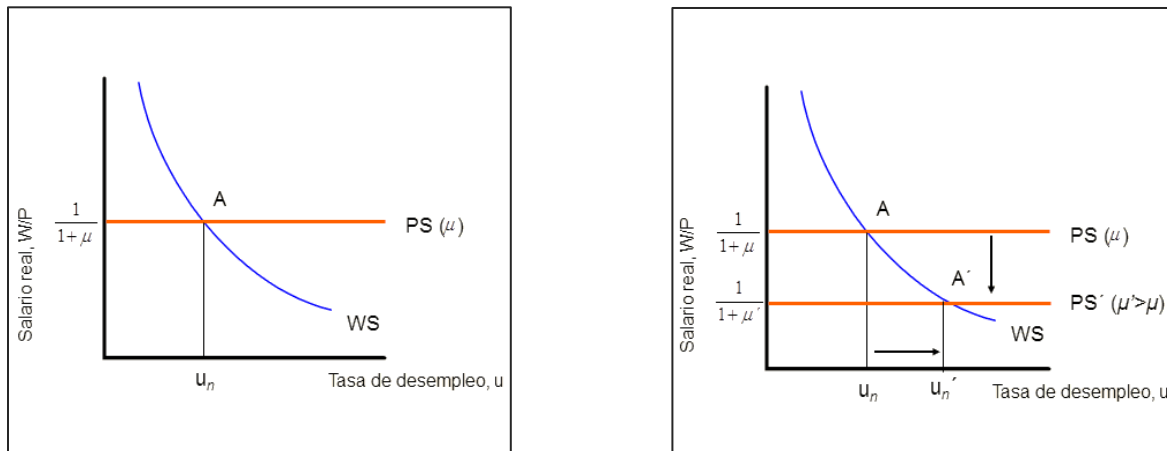 Salario real, W/P
A
1
1+μ
PS (μ)
WS
u_n
Tasa de desempleo, u
Salario real, W/P
A
1
1+μ
PS (μ)
A´
1
1+μ´
PS´ (μ'>μ)
WS
u_n
u_n´
Tasa de desempleo, u